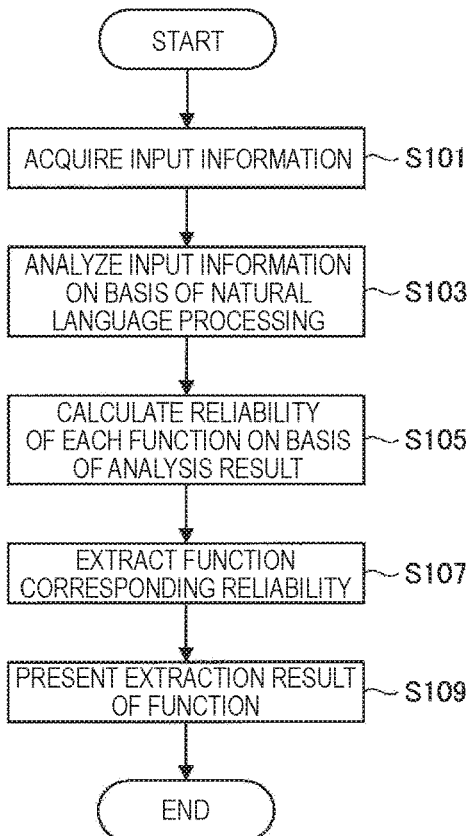 START
ACQUIRE INPUT INFORMATION
S101
ANALYZE INPUT INFORMATION
ON BASIS OF NATURAL
LANGUAGE PROCESSING
S103
CALCULATE RELIABILITY
OF EACH FUNCTION ON BASIS
OF ANALYSIS RESULT
S105
EXTRACT FUNCTION
CORRESPONDING RELIABILITY
S107
PRESENT EXTRACTION RESULT
OF FUNCTION
S109
END